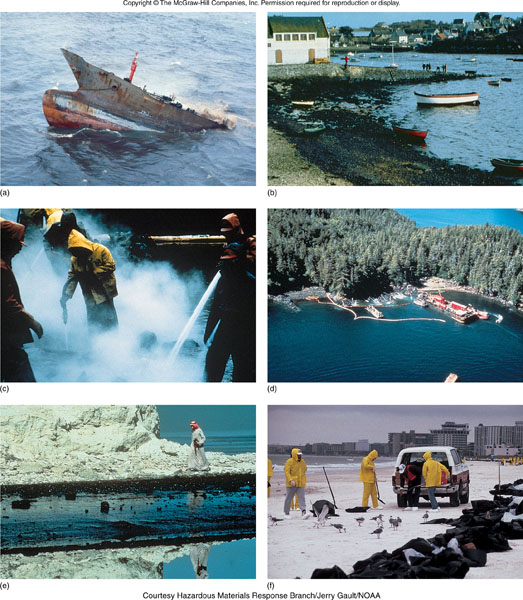 Copyright © The McGraw-Hill Companies, Inc. Permission required for reproduction or display.
(a)
(b)
(c)
(d)
(e)
(f)
Courtesy Hazardous Materials Response Branch/Jerry Gault/NOAA